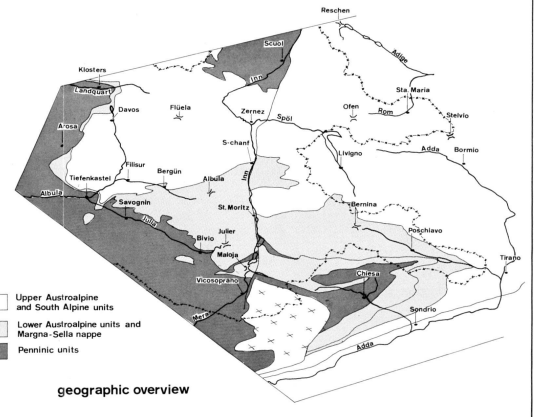 Reschen
Scuol
Klosters
Inn
Adige
Landquart
Sta. Maria
Davos
Flüela
Zernez
Spöl
Ofen
Rom
Stelvio
Arosa
S-chanf
Adda
Bormio
Livigno
Filisur
Bergün
Albula
Inn
Tiefenkastel
Albula
Savognin
St. Moritz
Bernina
Julia
Julier
Poschiavo
Bivio
Maloja
Tirano
Vicosoprano
Chiesa
Mera
Sondrio
Adda
Upper Austroalpine
and South Alpine units
Lower Austroalpine units and
Margna-Sella nappe
Penninic units
geographic overview